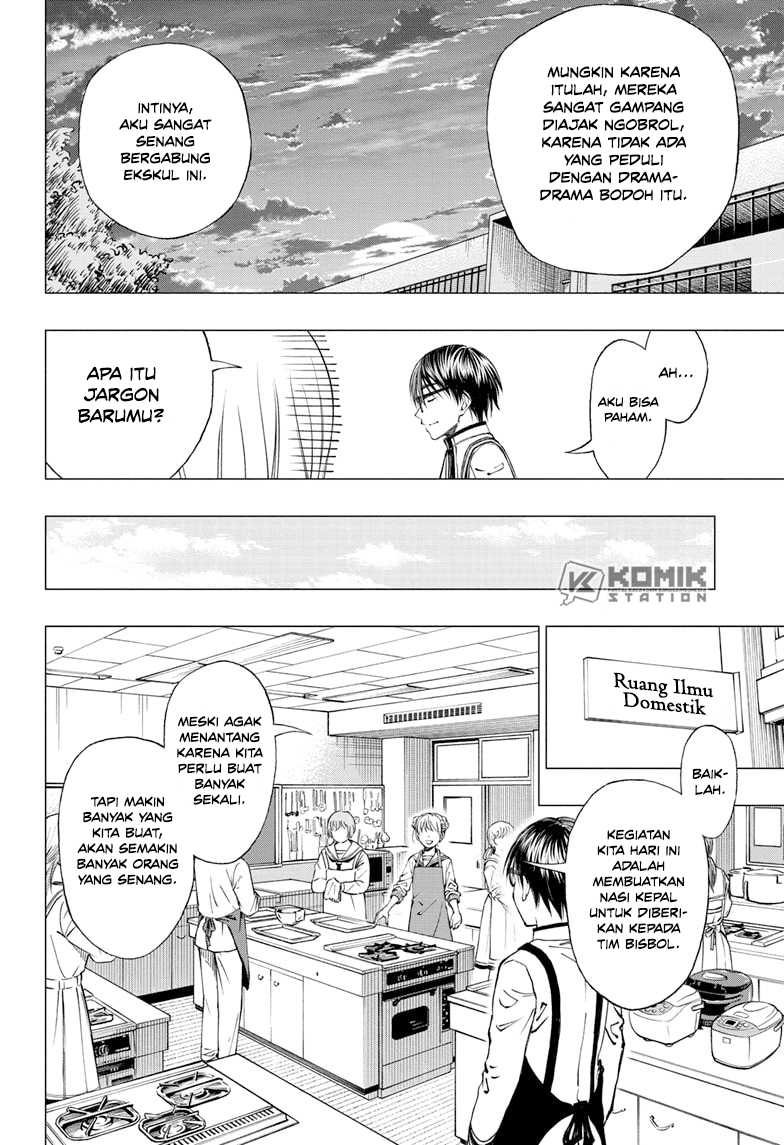 MUNGKIN KARENA
ITULAH, MEREKA
SANGAT GAMPANG
DIAJAK NGOBROL,
KARENA TIDAK ADA
YANG PEDULI
DENGAN DRAMA-
DRAMA BODOH ITU.
INTINYA,
AKU SANGAT
SENANG
BERGABUNG
EKSKUL INI.
AH...
AKU BISA
PAHAM.
APA ITU
JARGON
BARUMU?
KOMIK
STATION
Ruang Ilmu
Domestik
BAIK-
LAH.
KEGIATAN
KITA HARI INI
ADALAH
MEMBUATKAN
NASI KEPAL
UNTUK DIBERI-
KAN KEPADA
TIM BISBOL.
MESKI AGAK
MENANTANG
KARENA KITA
PERLU BUAT
BANYAK
SEKALI.
TAPI MAKIN
BANYAK YANG
KITA BUAT,
AKAN SEMAKIN
BANYAK ORANG
YANG SENANG.